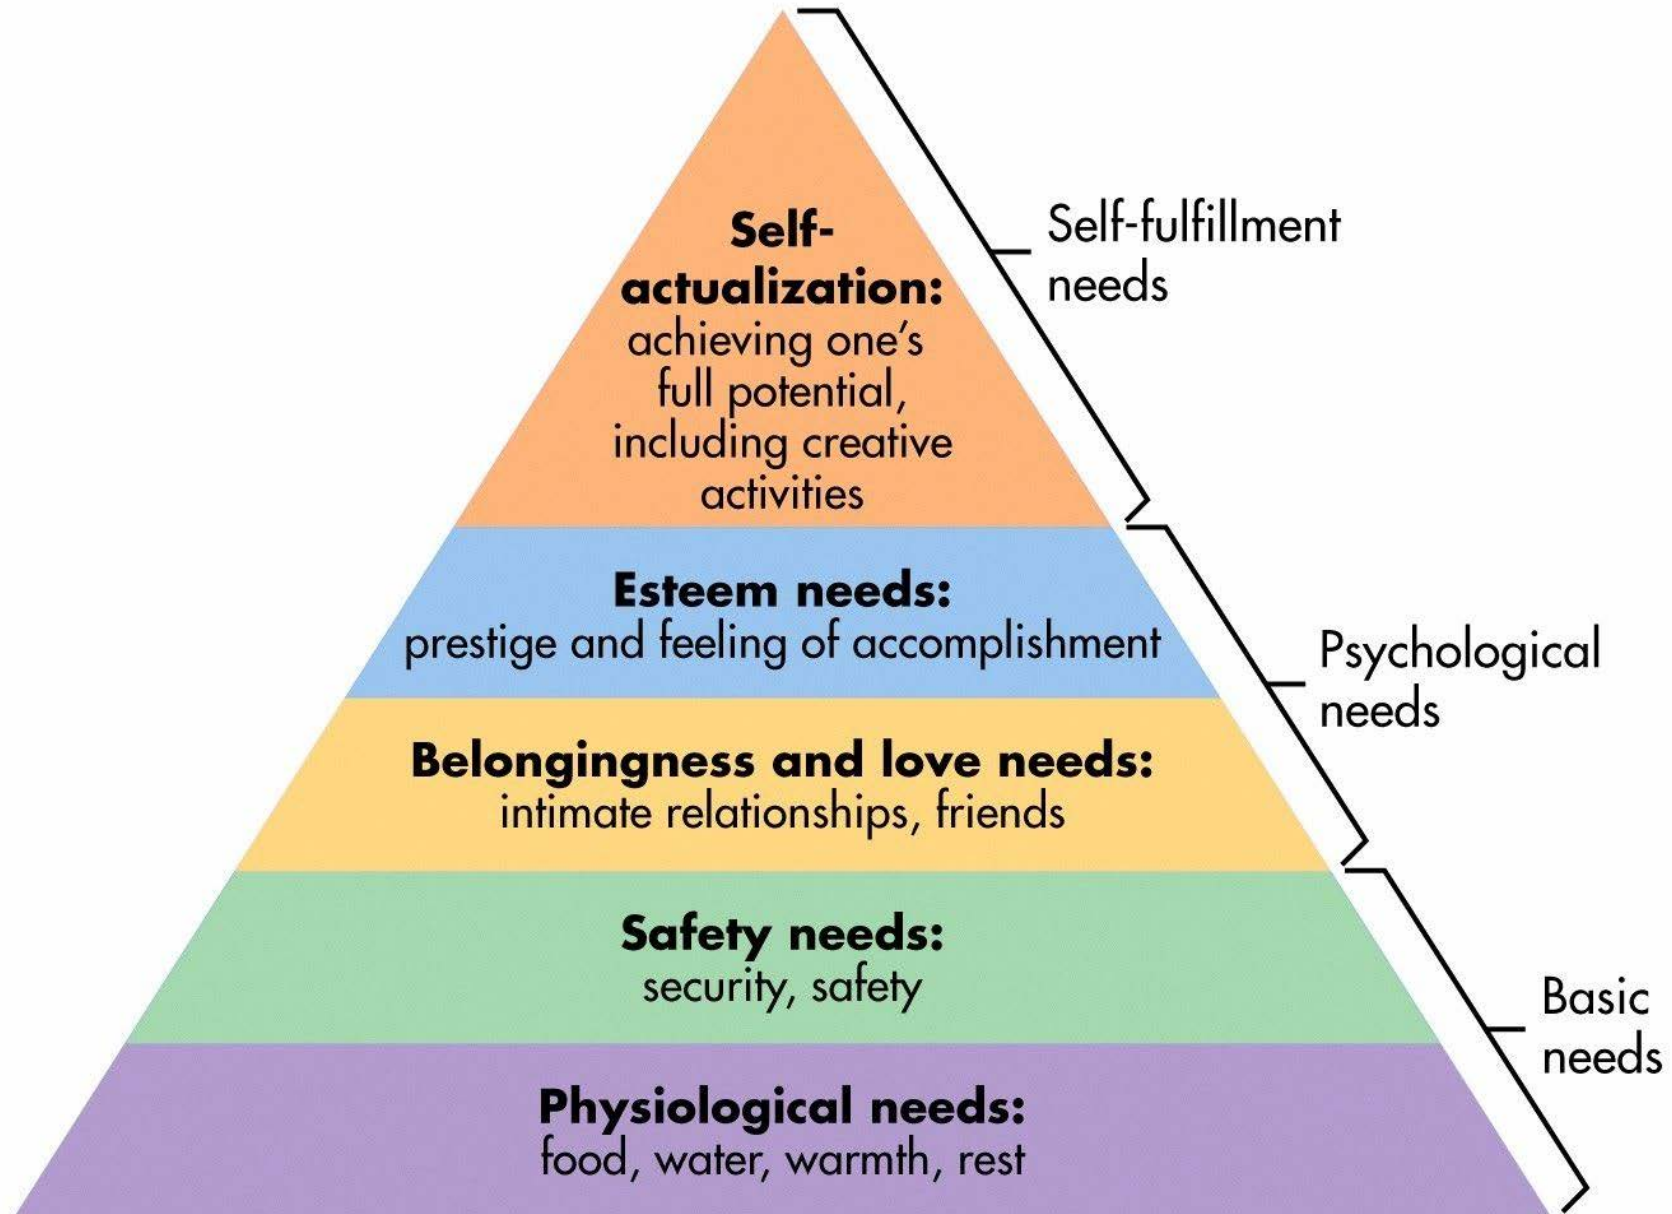 Self-
actualization:
achieving one's
full potential,
including creative
activities
Self-fulfillment
needs
Esteem needs:
prestige and feeling of accomplishment
Psychological
needs
Belongingness and love needs:
intimate relationships, friends
Safety needs:
security, safety
Basic
needs
Physiological needs:
food, water, warmth, rest